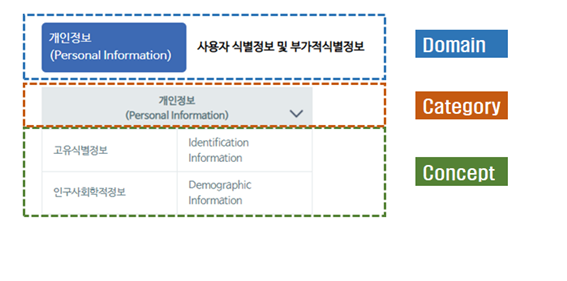 개인정보
(Personal Information)
사용자 식별정보 및 부가적식별정보
Domain
개인정보
(Personal Information)
Category
고유식별정보
Identification
Information
인구사회학적정보
Demographic
Information
Concept